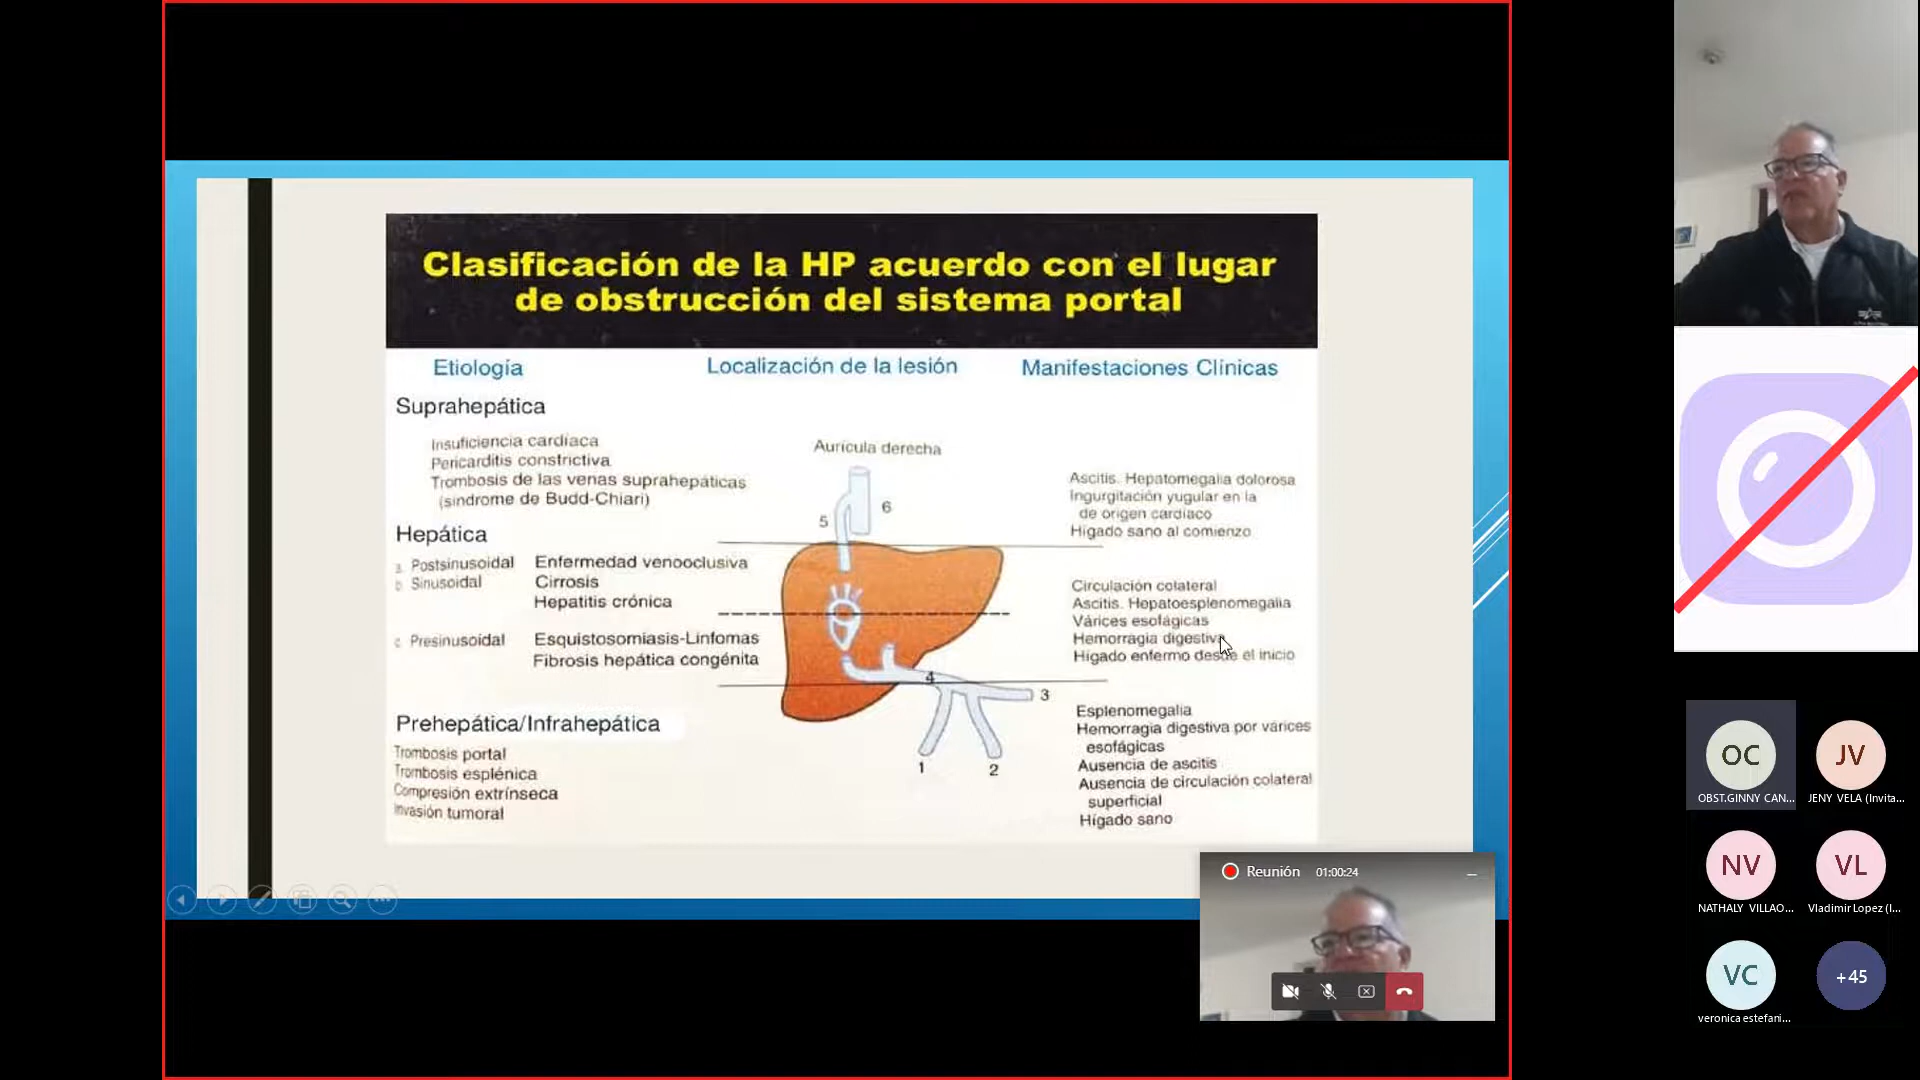 Clasificación de la HP acuerdo con el lugar
de obstrucción del sistema portal
Etiología
Localización de la lesión
Manifestaciones Clínicas
Suprahepática
Insuficiencia cardíaca
Pericarditis constrictiva
Trombosis de las venas suprahepáticas
(síndrome de Budd-Chiari)
Aurícula derecha
5
6
Ascitis. Hepatomegalia dolorosa
Ingurgitación yugular en la
de origen cardíaco
Hígado sano al comienzo
Hepática
a Postsinusoidal
Enfermedad venooclusiva
b Sinusoidal
Cirrosis
Hepatitis crónica
c Presinusoidal
Esquistosomiasis-Linfomas
Fibrosis hepática congénita
Circulación colateral
Ascitis. Hepatoesplenomegalia
Várices esofágicas
Hemorragia digestiva
Hígado enfermo desde el inicio
4
3
1
2
Prehepática/Infrahepática
Trombosis portal
Trombosis esplénica
Compresión extrínseca
Invasión tumoral
Esplenomegalia
Hemorragia digestiva por várices
esofágicas
Ausencia de ascitis
Ausencia de circulación colateral
superficial
Hígado sano
Reunión 01:00:24
OC
OBST.GINNY CAN...
JV
JENY VELA (Invita...
NV
NATHALY VILLAO...
VL
Vladimir Lopez (I...
VC
veronica estefani...
+45